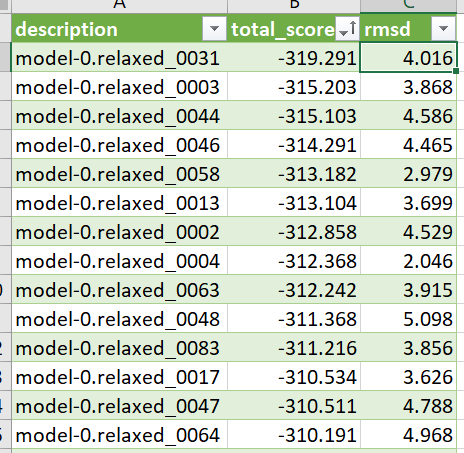 A B C
description total_score rmsd
model-0.relaxed_0031 -319.291 4.016
model-0.relaxed_0003 -315.203 3.868
model-0.relaxed_0044 -315.103 4.586
model-0.relaxed_0046 -314.291 4.465
model-0.relaxed_0058 -313.182 2.979
model-0.relaxed_0013 -313.104 3.699
model-0.relaxed_0002 -312.858 4.529
model-0.relaxed_0004 -312.368 2.046
model-0.relaxed_0063 -312.242 3.915
model-0.relaxed_0048 -311.368 5.098
model-0.relaxed_0083 -311.216 3.856
model-0.relaxed_0017 -310.534 3.626
model-0.relaxed_0047 -310.511 4.788
model-0.relaxed_0064 -310.191 4.968